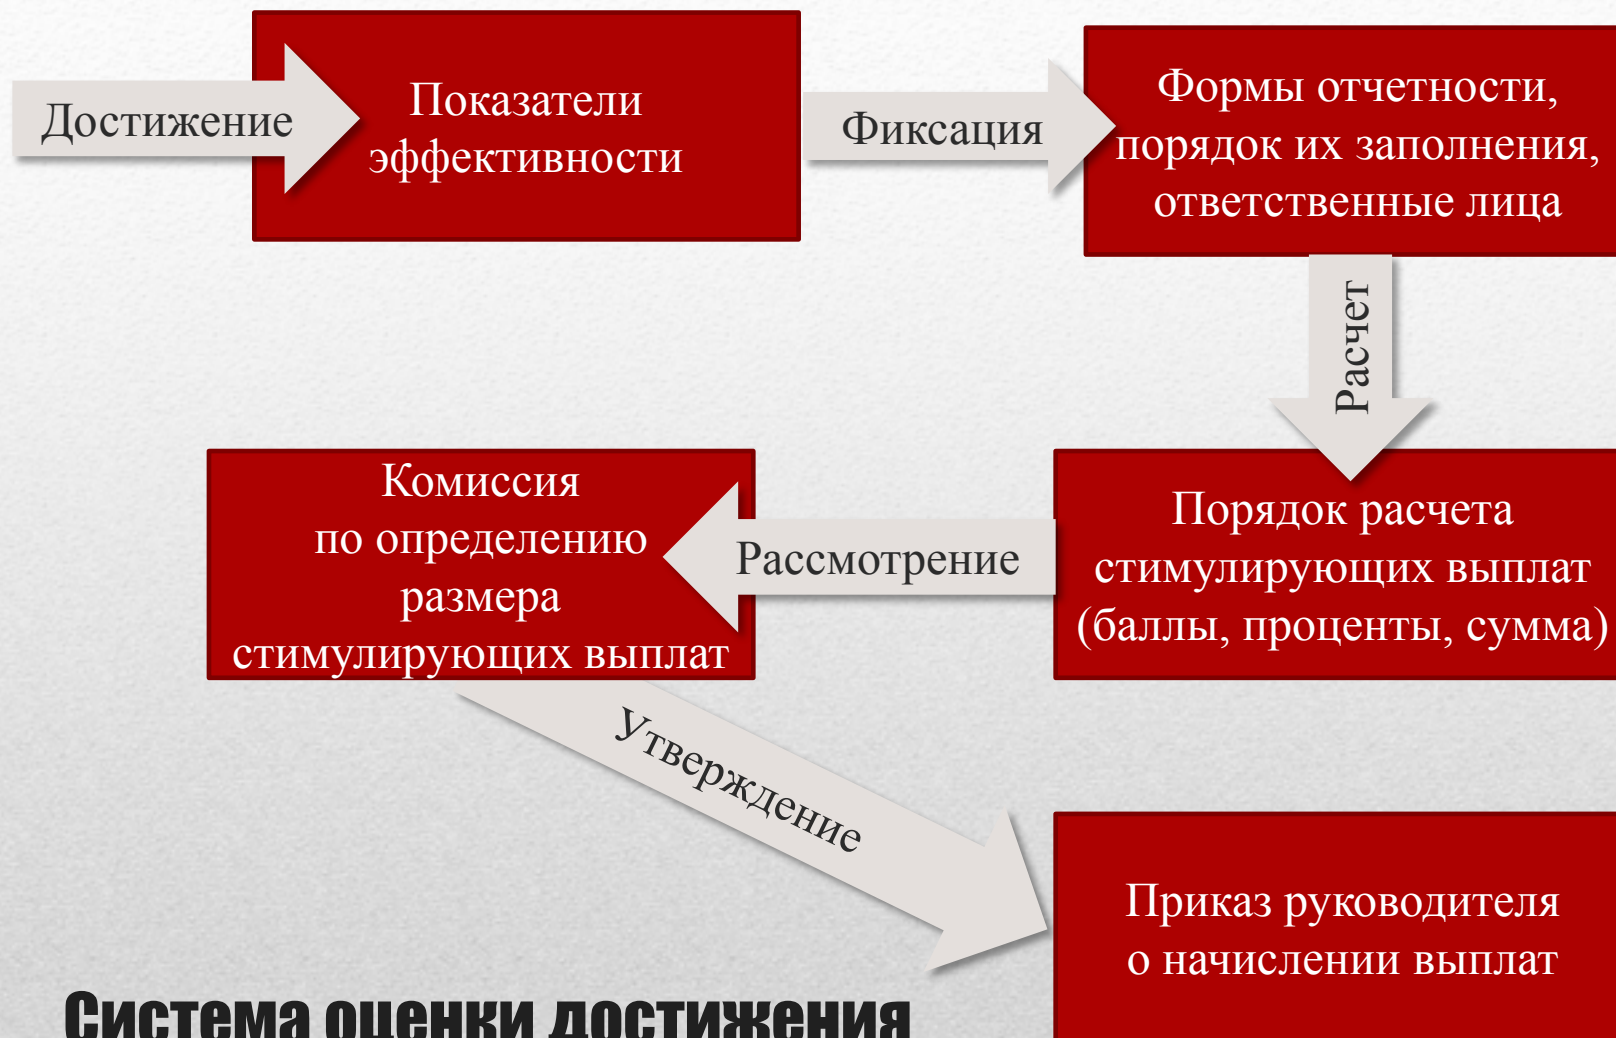 Достижение
Показатели
эффективности
Фиксация
Формы отчетности,
порядок их заполнения,
ответственные лица
Расчет
Порядок расчета
стимулирующих выплат
(баллы, проценты, сумма)
Рассмотрение
Комиссия
по определению
размера
стимулирующих выплат
Утверждение
Приказ руководителя
о начислении выплат
Система оценки достижения